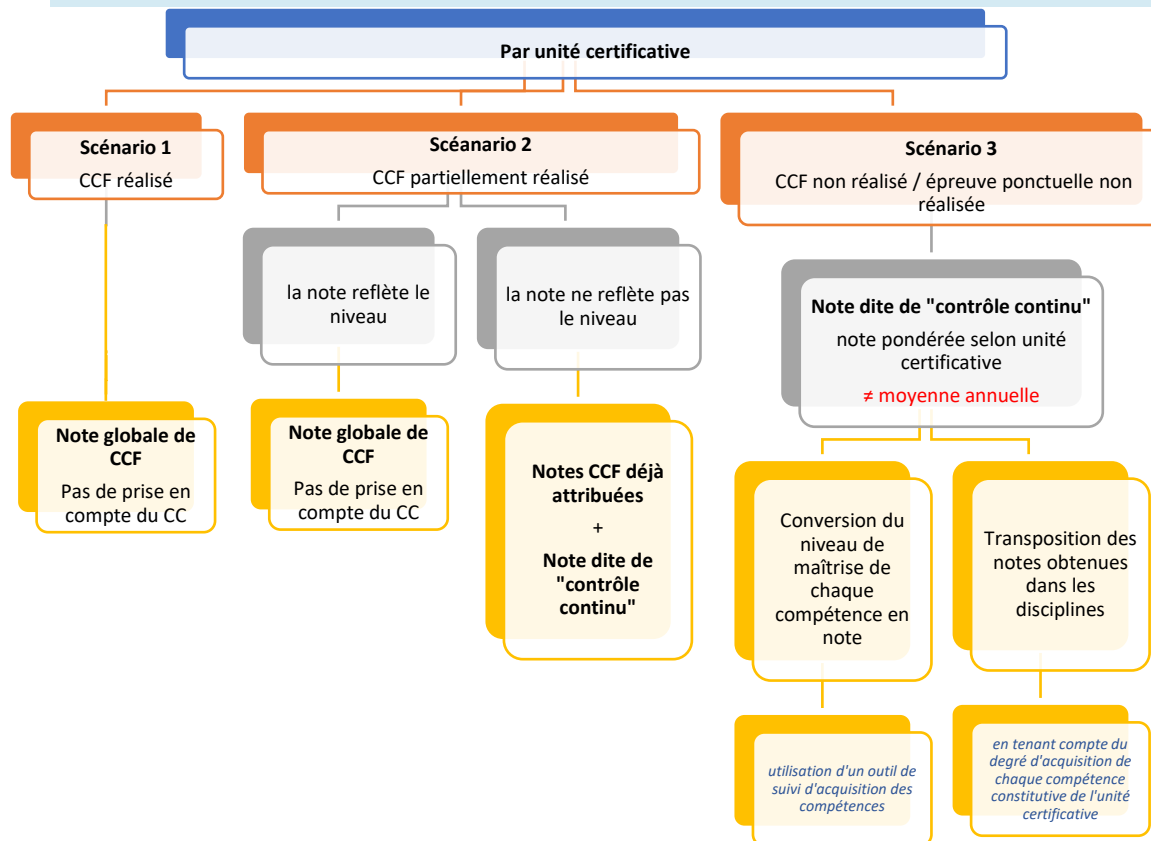 Par unité certificative
Scénario 1
CCF réalisé
Scéanario 2
CCF partiellement réalisé
Scénario 3
CCF non réalisé / épreuve ponctuelle non
réalisée
la note reflète le
niveau
la note ne reflète pas
le niveau
Note dite de "contrôle continu"
note pondérée selon unité
certificative
≠ moyenne annuelle
Note globale de
CCF
Pas de prise en
compte du CC
Note globale de
CCF
Pas de prise en
compte du CC
Notes CCF déjà
attribuées
+
Note dite de
"contrôle
continu"
Conversion du
niveau de
maîtrise de
chaque
compétence en
note
Transposition des
notes obtenues
dans les
disciplines
utilisation d'un outil de
suivi d'acquisition des
compétences
en tenant compte du
degré d'acquisition de
chaque compétence
constitutive de l'unité
certificative